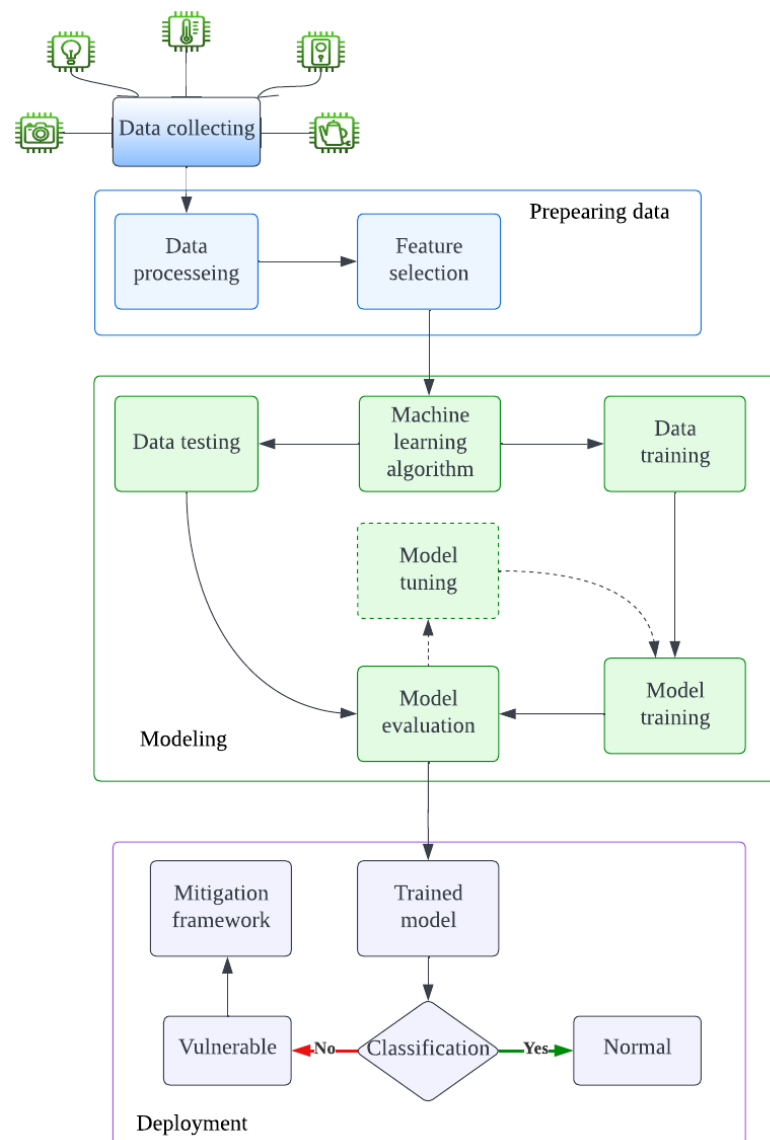 Data collecting
Prepearing data
Data
processeing
Feature
selection
Data testing
Machine
learning
algorithm
Data
training
Model
tuning
Model
evaluation
Model
training
Modeling
Mitigation
framework
Trained
model
Vulnerable
No
Classification
Yes
Normal
Deployment